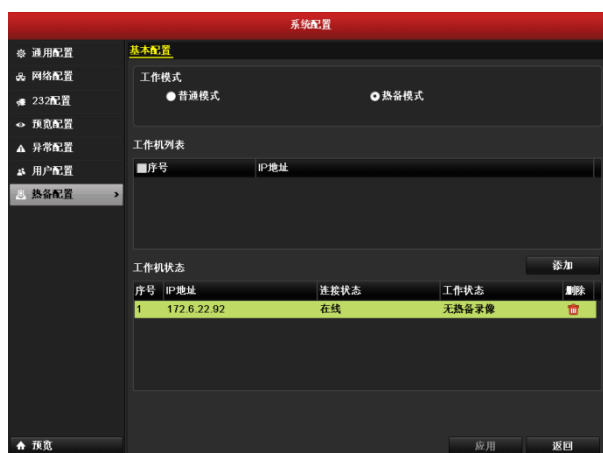 系统配置
通用配置
网络配置
232配置
预览配置
异常配置
用户配置
热备配置 >
基本配置
工作模式
普通模式 热备模式
工作机列表
序号 IP地址
工作机状态 添加
序号 IP地址 连接状态 工作状态 删除
1 172.6.22.92 在线 无热备录像
预览 应用 返回